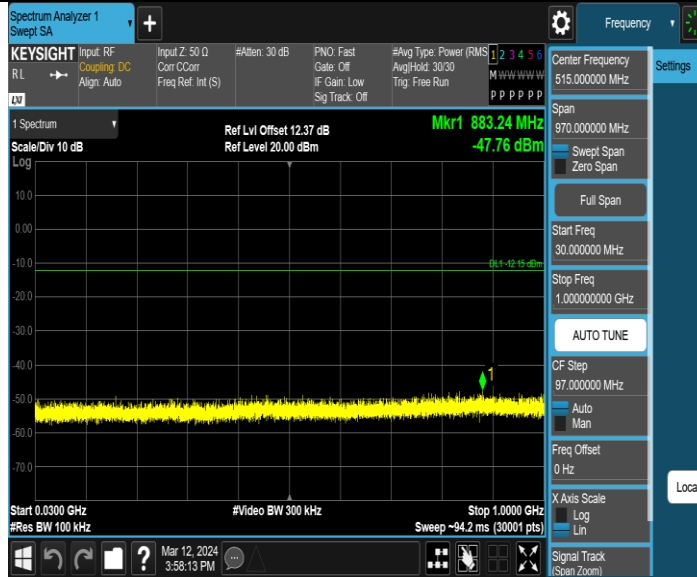 Spectrum Analyzer 1
Swept SA
+
Frequency
KEYSIGHT
RL
LXI
Input: RF
Coupling: DC
Align: Auto
Input Z: 50 Ω
Corr CCorr
Freq Ref: Int (S)
#Atten: 30 dB
PNO: Fast
Gate: Off
IF Gain: Low
Sig Track: Off
#Avg Type: Power (RMS
Avg|Hold: 30/30
Trig: Free Run
1 2 3 4 5 6
M W W W W W
P P P P P P
1 Spectrum
Scale/Div 10 dB
Ref Lvl Offset 12.37 dB
Ref Level 20.00 dBm
Mkr1 883.24 MHz
-47.76 dBm
Log
10.0
0.00
-10.0
-20.0
-30.0
-40.0
-50.0
-60.0
-70.0
DL1 -12.15 dBm
1
Start 0.0300 GHz
#Res BW 100 kHz
#Video BW 300 kHz
Stop 1.0000 GHz
Sweep ~94.2 ms (30001 pts)
?
Mar 12, 2024
3:58:13 PM
Center Frequency
515.000000 MHz
Span
970.000000 MHz
Swept Span
Zero Span
Full Span
Start Freq
30.000000 MHz
Stop Freq
1.000000000 GHz
AUTO TUNE
CF Step
97.000000 MHz
Auto
Man
Freq Offset
0 Hz
X Axis Scale
Log
Lin
Signal Track
(Span Zoom)
Settings
Loca